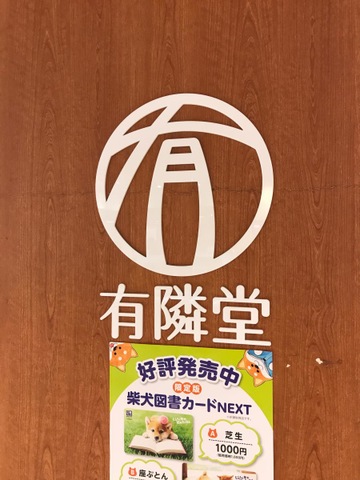 有
有隣堂
好評発売中
限定版
柴犬図書カードNEXT
芝生
1000円
座ぶとん